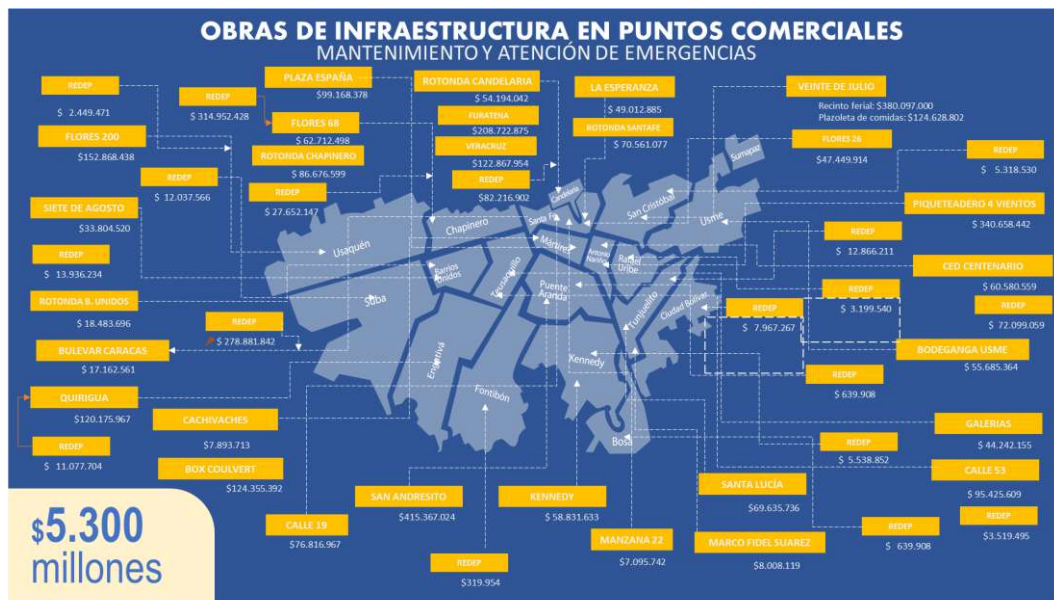 OBRAS DE INFRAESTRUCTURA EN PUNTOS COMERCIALES
MANTENIMIENTO Y ATENCIÓN DE EMERGENCIAS
REDEP
$ 2.449.471
FLORES 200
$152.868.438
REDEP
$ 12.037.566
SIETE DE AGOSTO
$33.804.520
REDEP
$ 13.936.234
ROTONDA B. UNIDOS
$ 18.483.696
REDEP
$ 278.881.842
BULEVAR CARACAS
$ 17.162.561
QUIRIGUA
$120.175.967
REDEP
$ 11.077.704
CACHIVACHES
$7.893.713
BOX COULVERT
$124.355.392
REDEP
$ 314.952.428
PLAZA ESPAÑA
$99.168.378
FLORES 68
$ 62.712.498
ROTONDA CHAPINERO
$ 86.676.599
REDEP
$ 27.652.147
ROTONDA CANDELARIA
$ 54.194.042
FURATENA
$208.722.875
VERACRUZ
$122.867.954
REDEP
$82.216.902
LA ESPERANZA
$ 49.012.885
ROTONDA SANTAFE
$ 70.561.077
VEINTE DE JULIO
Recinto ferial: $380.097.000
Plazoleta de comidas: $124.628.802
FLORES 26
$47.449.914
REDEP
$ 5.318.530
PIQUETEADERO 4 VIENTOS
$ 340.658.442
REDEP
$ 12.866.211
CED CENTENARIO
$ 60.580.559
REDEP
$ 3.199.540
REDEP
$ 72.099.059
REDEP
$ 7.967.267
BODEGANGA USME
$ 55.685.364
REDEP
$ 639.908
GALERIAS
$ 44.242.155
REDEP
$ 5.538.852
CALLE 53
$ 95.425.609
SANTA LUCÍA
$69.635.736
REDEP
$3.519.495
REDEP
$ 639.908
MARCO FIDEL SUAREZ
$8.008.119
MANZANA 22
$7.095.742
KENNEDY
$ 58.831.633
SAN ANDRESITO
$415.367.024
REDEP
$319.954
CALLE 19
$76.816.967
Usaquén
Chapinero
Santa Fe
Candelaria
San Cristóbal
Usme
Sumapaz
Suba
Barrios
Unidos
Teusaquillo
Mártires
Antonio
Nariño
Rafael
Uribe
Puente
Aranda
Tunjuelito
Ciudad Bolívar
Engativá
Fontibón
Kennedy
Bosa
$5.300
millones